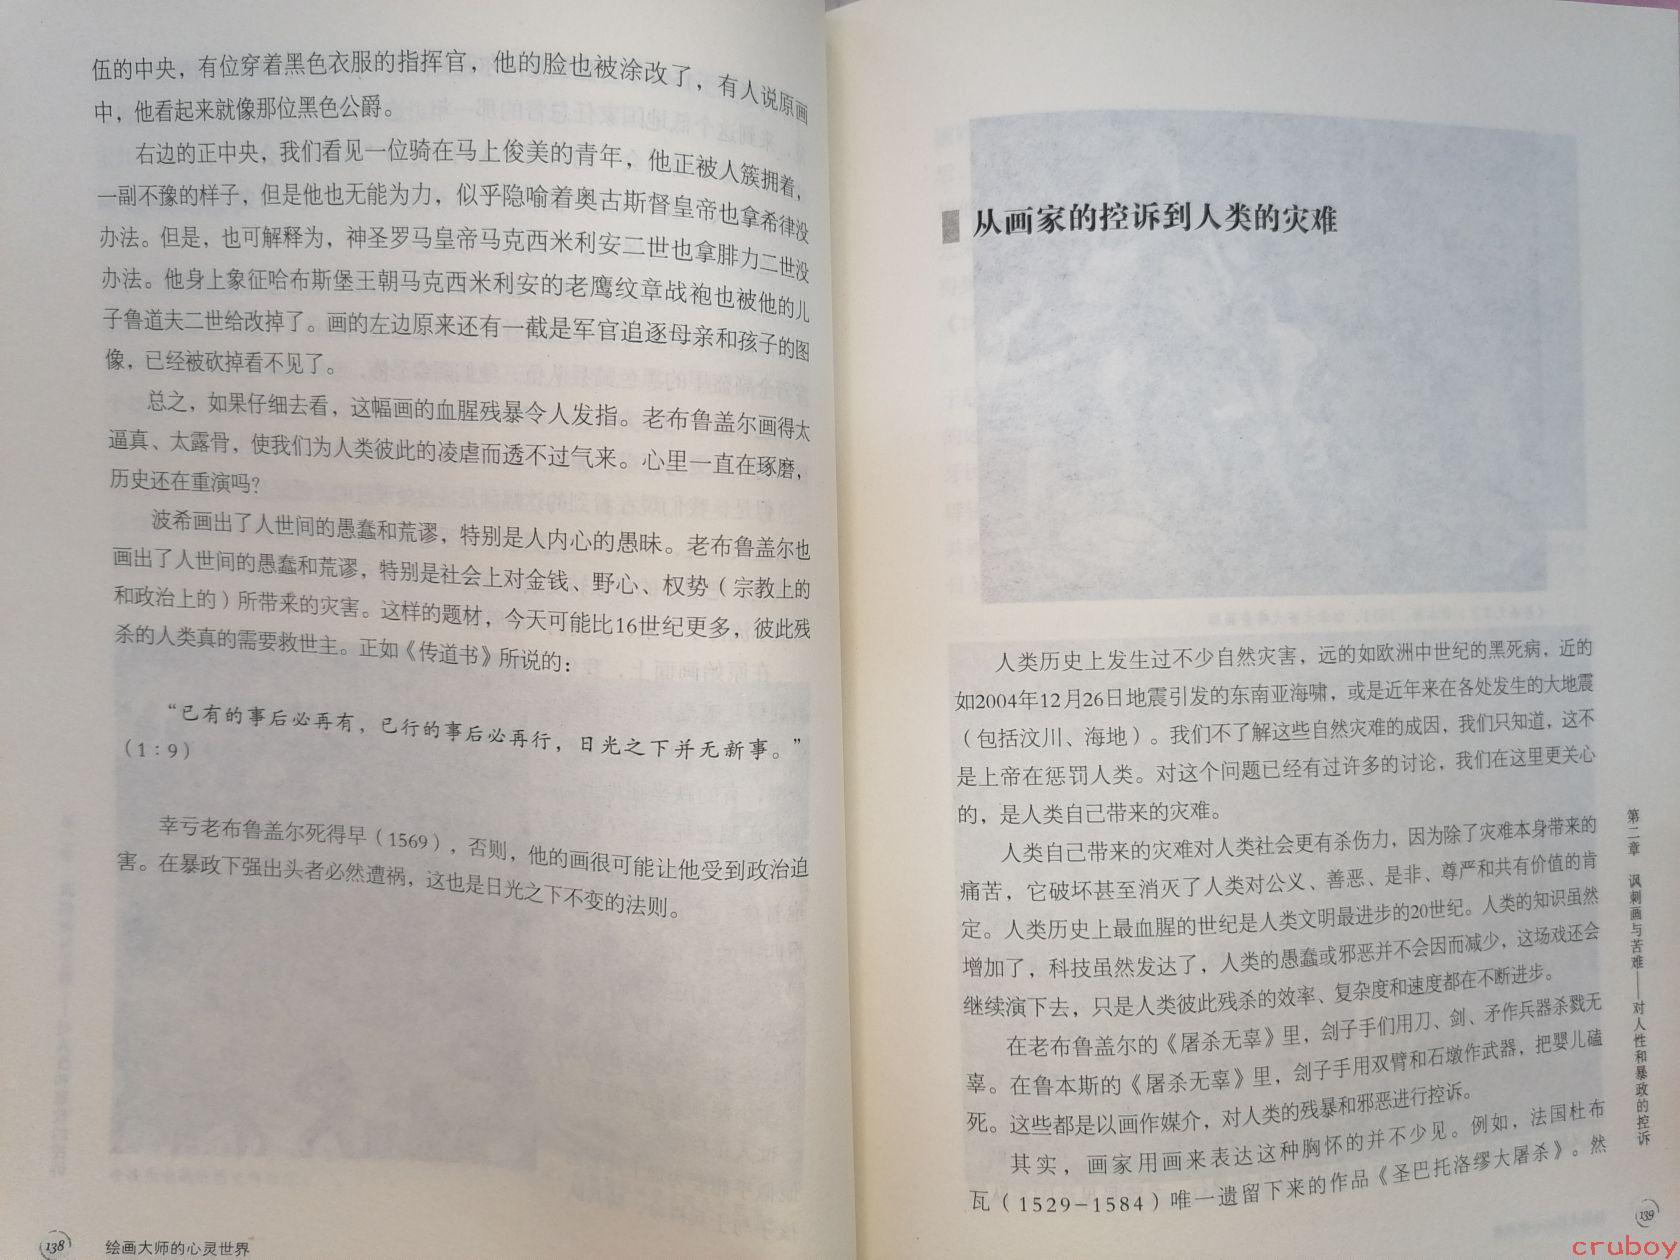 伍的中央，有位穿着黑色衣服的指挥官，他的脸也被涂改了，有人说原画
中，他看起来就像那位黑色公爵。
右边的正中央，我们看见一位骑在马上俊美的青年，他正被人簇拥着，
一副不豫的样子，但是他也无能为力，似乎隐喻着奥古斯督皇帝也拿希律没
办法。但是，也可解释为，神圣罗马皇帝马克西米利安二世也拿腓力二世没
办法。他身上象征哈布斯堡王朝马克西米利安的老鹰纹章战袍也被他的儿
子鲁道夫二世给改掉了。画的左边原来还有一截是军官追逐母亲和孩子的图
像，已经被砍掉看不见了。
总之，如果仔细去看，这幅画的血腥残暴令人发指。老布鲁盖尔画得太
逼真、太露骨，使我们为人类彼此的凌虐而透不过气来。心里一直在琢磨，
历史还在重演吗？
波希画出了人世间的愚蠢和荒谬，特别是人内心的愚昧。老布鲁盖尔也
画出了人世间的愚蠢和荒谬，特别是社会上对金钱、野心、权势（宗教上的
和政治上的）所带来的灾害。这样的题材，今天可能比16世纪更多，彼此残
杀的人类真的需要救世主。正如《传道书》所说的：
“已有的事后必再有，已行的事后必再行，日光之下并无新事。”
（1：9）
幸亏老布鲁盖尔死得早（1569），否则，他的画很可能让他受到政治迫
害。在暴政下强出头者必然遭祸，这也是日光之下不变的法则。
138 绘画大师的心灵世界
从画家的控诉到人类的灾难
人类历史上发生过不少自然灾害，远的如欧洲中世纪的黑死病，近的
如2004年12月26日地震引发的东南亚海啸，或是近年来在各处发生的大地震
（包括汶川、海地）。我们不了解这些自然灾难的成因，我们只知道，这不
是上帝在惩罚人类。对这个问题已经有过许多的讨论，我们在这里更关心
的，是人类自己带来的灾难。
人类自己带来的灾难对人类社会更有杀伤力，因为除了灾难本身带来的
痛苦，它破坏甚至消灭了人类对公义、善恶、是非、尊严和共有价值的肯
定。人类历史上最血腥的世纪是人类文明最进步的20世纪。人类的知识虽然
增加了，科技虽然发达了，人类的愚蠢或邪恶并不会因而减少，这场戏还会
继续演下去，只是人类彼此残杀的效率、复杂度和速度都在不断进步。
在老布鲁盖尔的《屠杀无辜》里，刽子手们用刀、剑、矛作兵器杀戮无
辜。在鲁本斯的《屠杀无辜》里，刽子手用双臂和石墩作武器，把婴儿磕
死。这些都是以画作媒介，对人类的残暴和邪恶进行控诉。
其实，画家用画来表达这种胸怀的并不少见。例如，法国杜布
瓦（1529-1584）唯一遗留下来的作品《圣巴托洛缪大屠杀》。然
第二章 讽刺画与苦难——对人性和暴政的控诉
139
cruboy